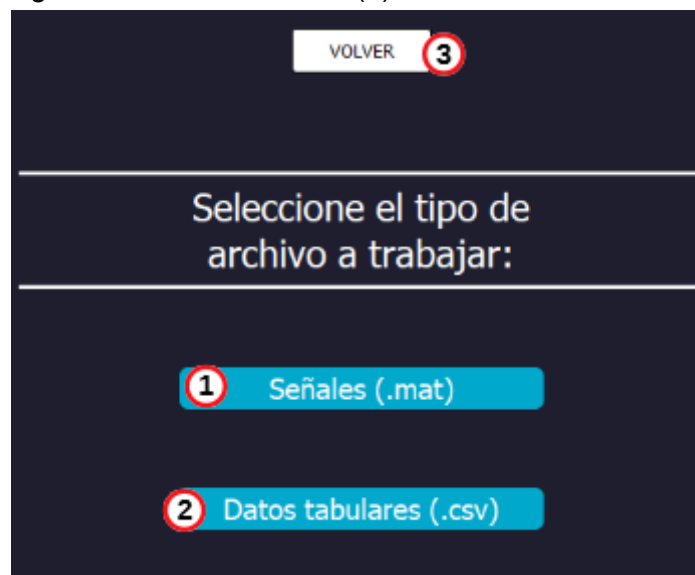 VOLVER 3
Seleccione el tipo de
archivo a trabajar:
1 Señales (.mat)
2 Datos tabulares (.csv)